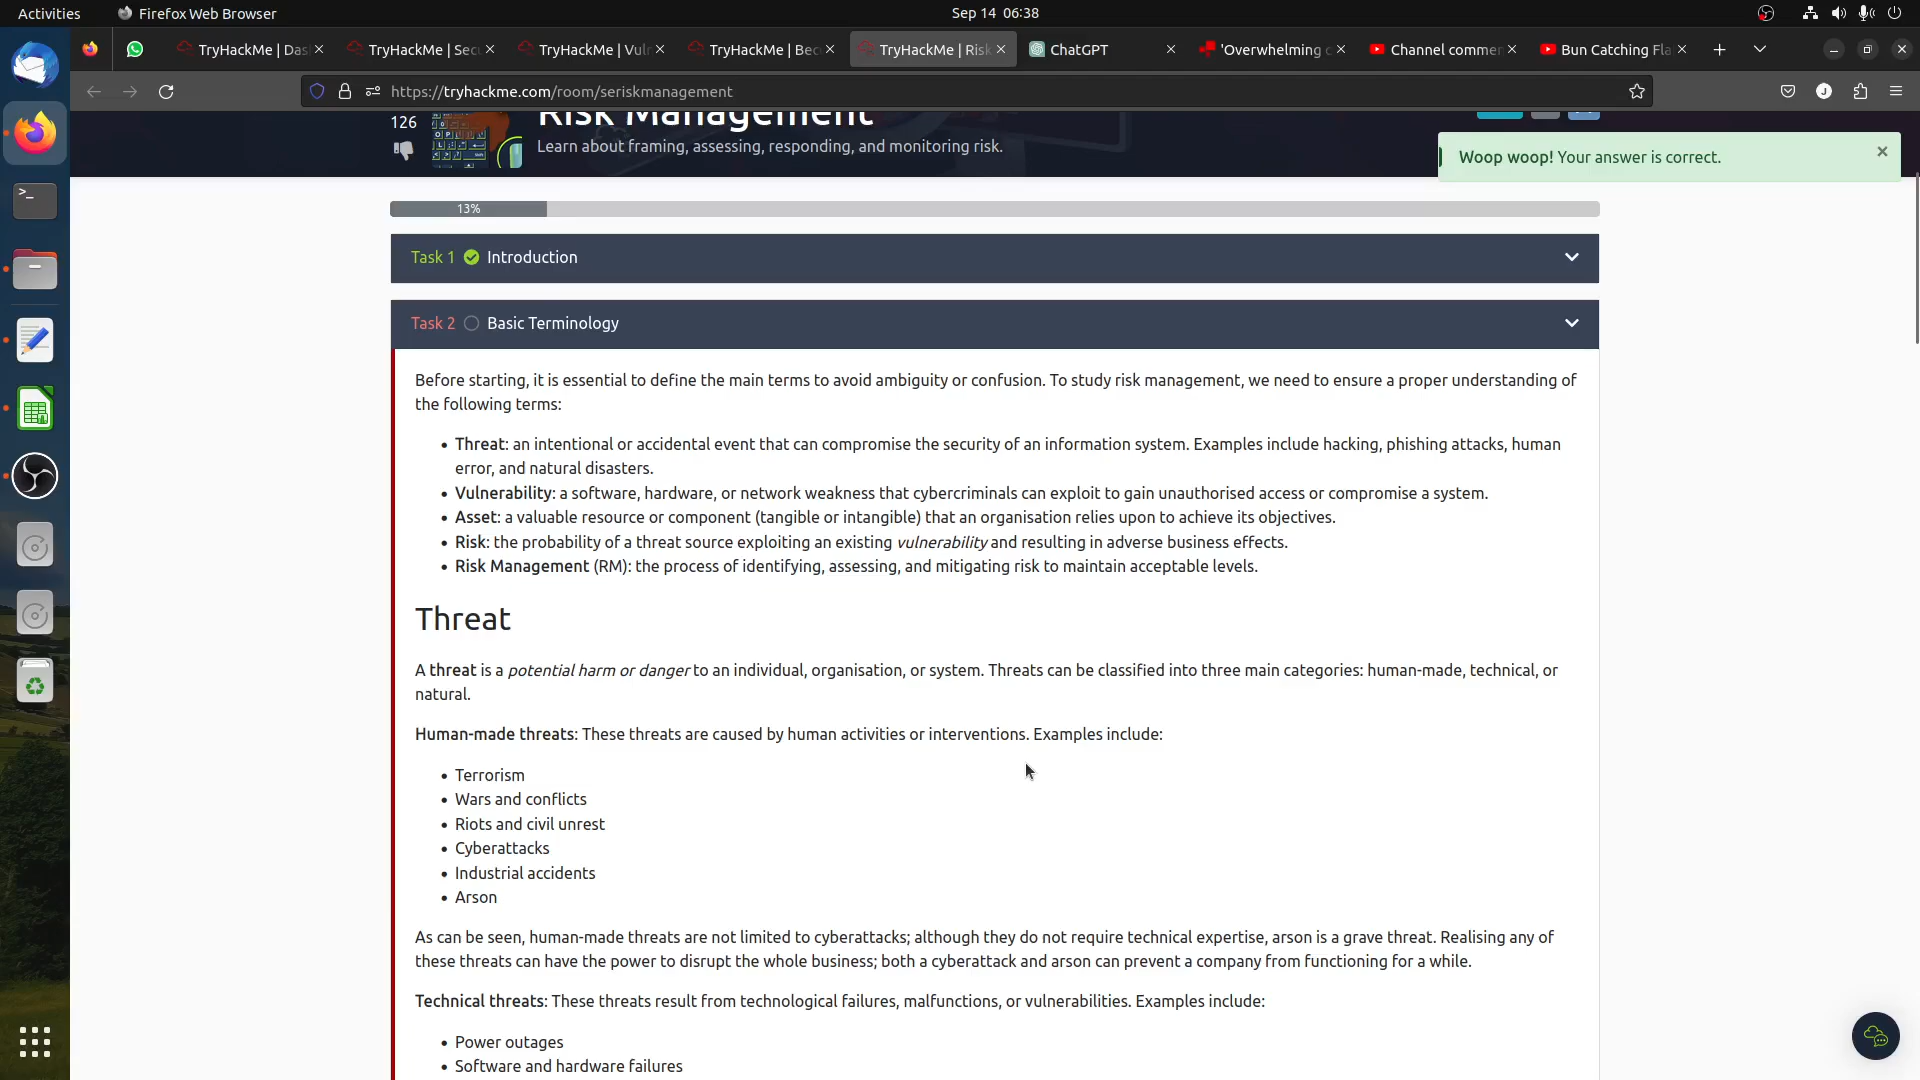 Activities
Firefox Web Browser
Sep 14 06:38
TryHackMe | Das
TryHackMe | Sec
TryHackMe | Vuln
TryHackMe | Bec
TryHackMe | Risk
ChatGPT
'Overwhelming c
Channel commen
Bun Catching Fla
https://tryhackme.com/room/seriskmanagement
126
Risk Management
Learn about framing, assessing, responding, and monitoring risk.
Woop woop! Your answer is correct.
13%
Task 1 Introduction
Task 2 Basic Terminology
Before starting, it is essential to define the main terms to avoid ambiguity or confusion. To study risk management, we need to ensure a proper understanding of
the following terms:
• Threat: an intentional or accidental event that can compromise the security of an information system. Examples include hacking, phishing attacks, human
error, and natural disasters.
• Vulnerability: a software, hardware, or network weakness that cybercriminals can exploit to gain unauthorised access or compromise a system.
• Asset: a valuable resource or component (tangible or intangible) that an organisation relies upon to achieve its objectives.
• Risk: the probability of a threat source exploiting an existing vulnerability and resulting in adverse business effects.
• Risk Management (RM): the process of identifying, assessing, and mitigating risk to maintain acceptable levels.
Threat
A threat is a potential harm or danger to an individual, organisation, or system. Threats can be classified into three main categories: human-made, technical, or
natural.
Human-made threats: These threats are caused by human activities or interventions. Examples include:
• Terrorism
• Wars and conflicts
• Riots and civil unrest
• Cyberattacks
• Industrial accidents
• Arson
As can be seen, human-made threats are not limited to cyberattacks; although they do not require technical expertise, arson is a grave threat. Realising any of
these threats can have the power to disrupt the whole business; both a cyberattack and arson can prevent a company from functioning for a while.
Technical threats: These threats result from technological failures, malfunctions, or vulnerabilities. Examples include:
• Power outages
• Software and hardware failures